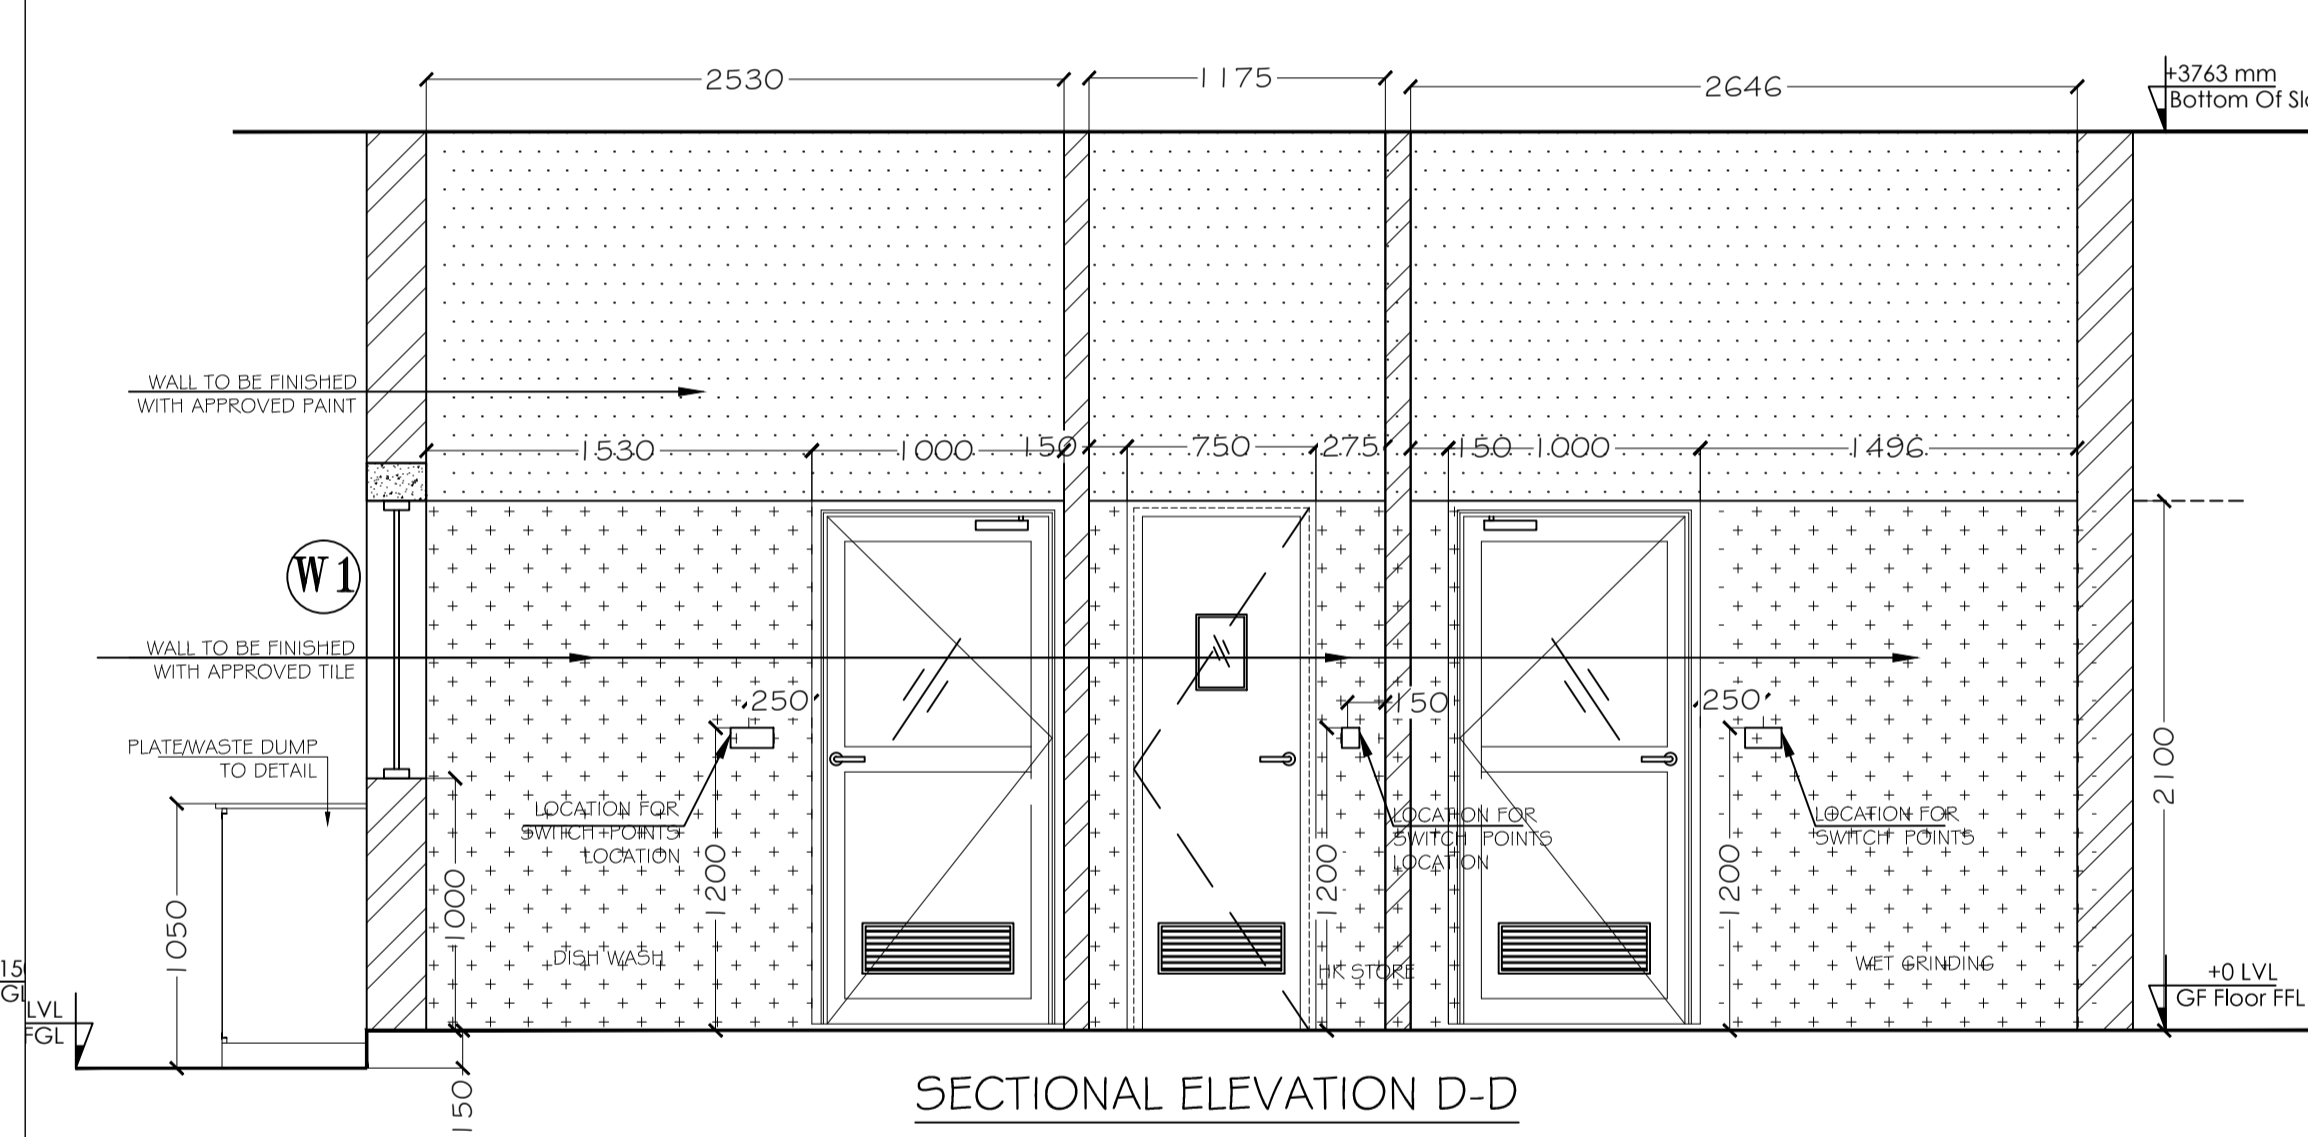 2530
1175
2646
+3763 mm
Bottom Of Sl
WALL TO BE FINISHED
WITH APPROVED PAINT
1530
1000
150
750
275
150
1000
1496
W1
WALL TO BE FINISHED
WITH APPROVED TILE
250
150
250
PLATE/WASTE DUMP
TO DETAIL
LOCATION FOR
SWITCH POINTS
LOCATION
LOCATION FOR
SWITCH POINTS
LOCATION
LOCATION FOR
SWITCH POINTS
1050
1000
1200
1200
1200
2100
DISH WASH
HK STORE
WET GRINDING
+0 LVL
GF Floor FFL
LVL
FGL
150
SECTIONAL ELEVATION D-D